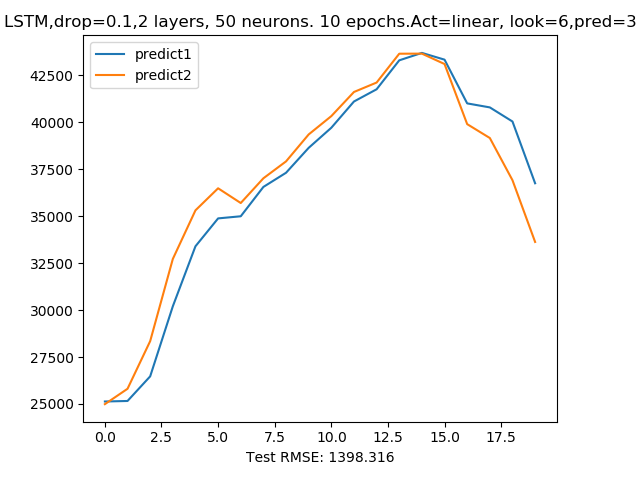 LSTM,drop=0.1,2 layers, 50 neurons. 10 epochs.Act=linear, look=6,pred=3
predict1
predict2
42500
40000
37500
35000
32500
30000
27500
25000
0.0 2.5 5.0 7.5 10.0 12.5 15.0 17.5
Test RMSE: 1398.316